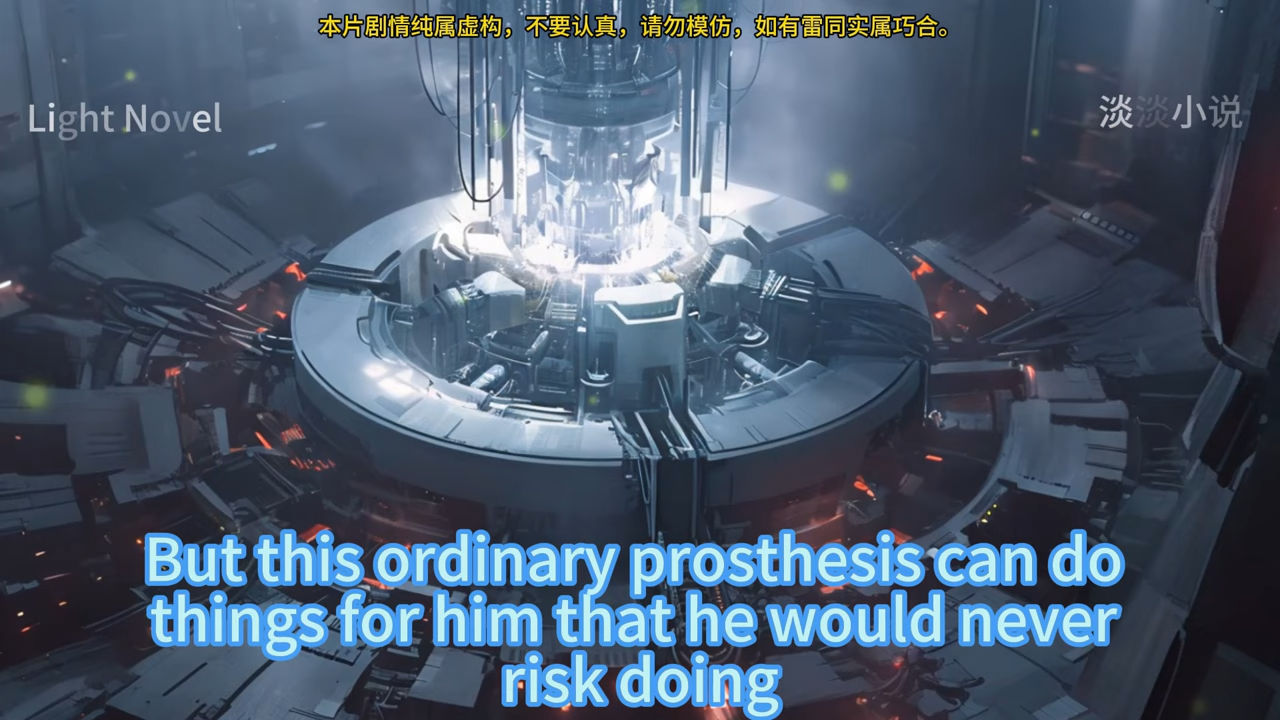 本片剧情纯属虚构，不要认真，请勿模仿，如有雷同实属巧合。
Light Novel
淡淡小说
But this ordinary prosthesis can do
things for him that he would never
risk doing